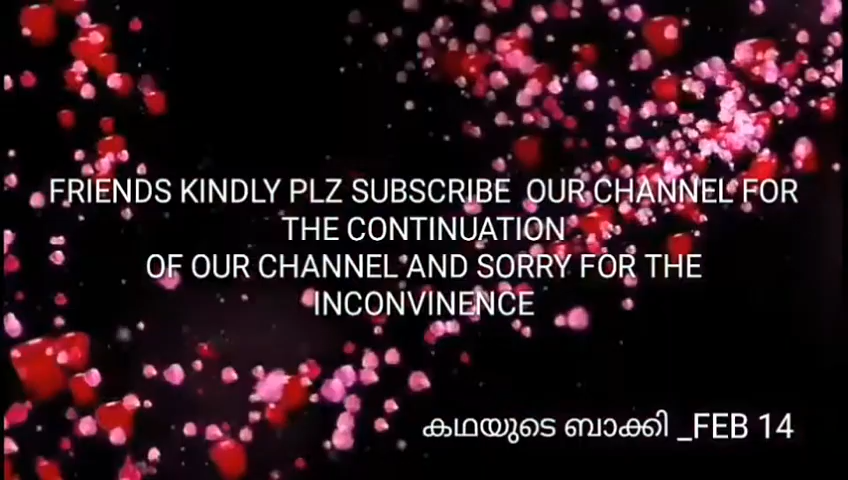 FRIENDS KINDLY PLZ SUBSCRIBE OUR CHANNEL FOR
THE CONTINUATION
OF OUR CHANNEL AND SORRY FOR THE
INCONVINENCE
കഥയുടെ ബാക്കി _FEB 14